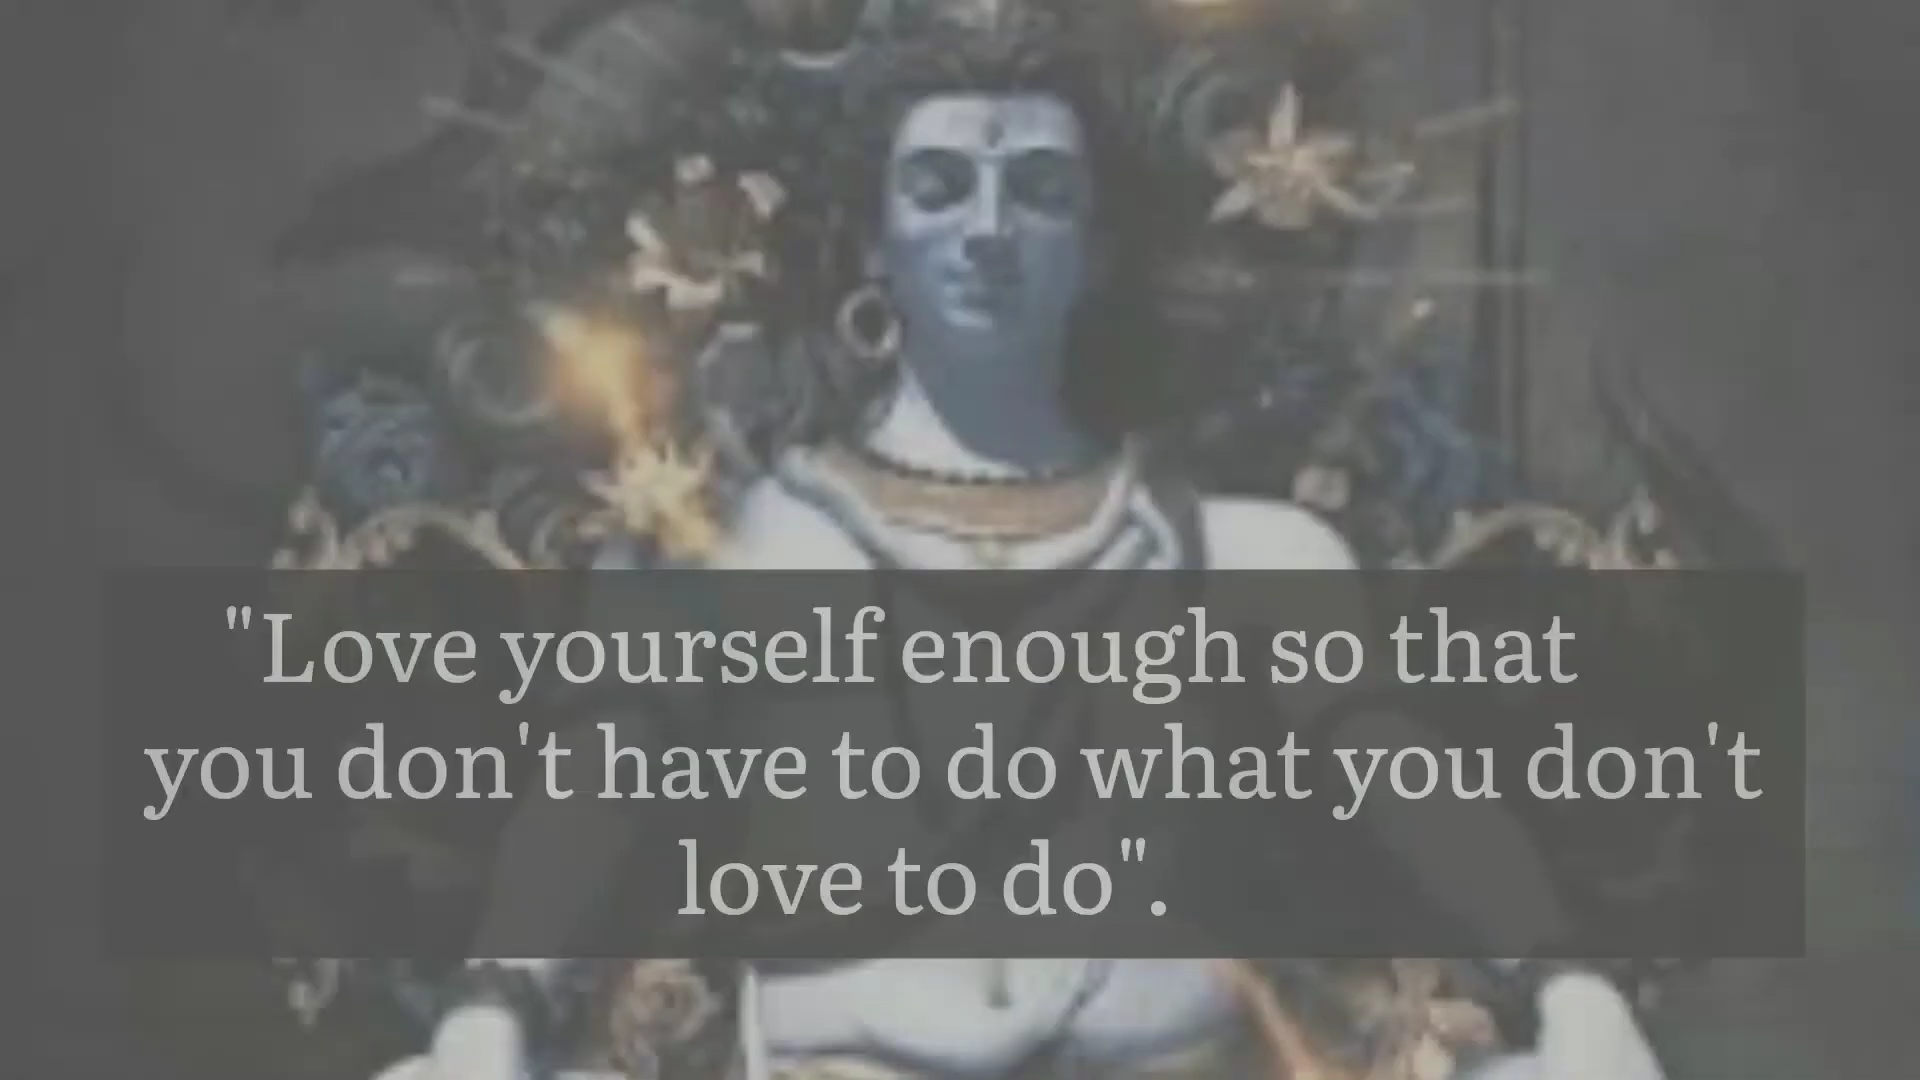 "Love yourself enough so that
you don't have to do what you don't
love to do".